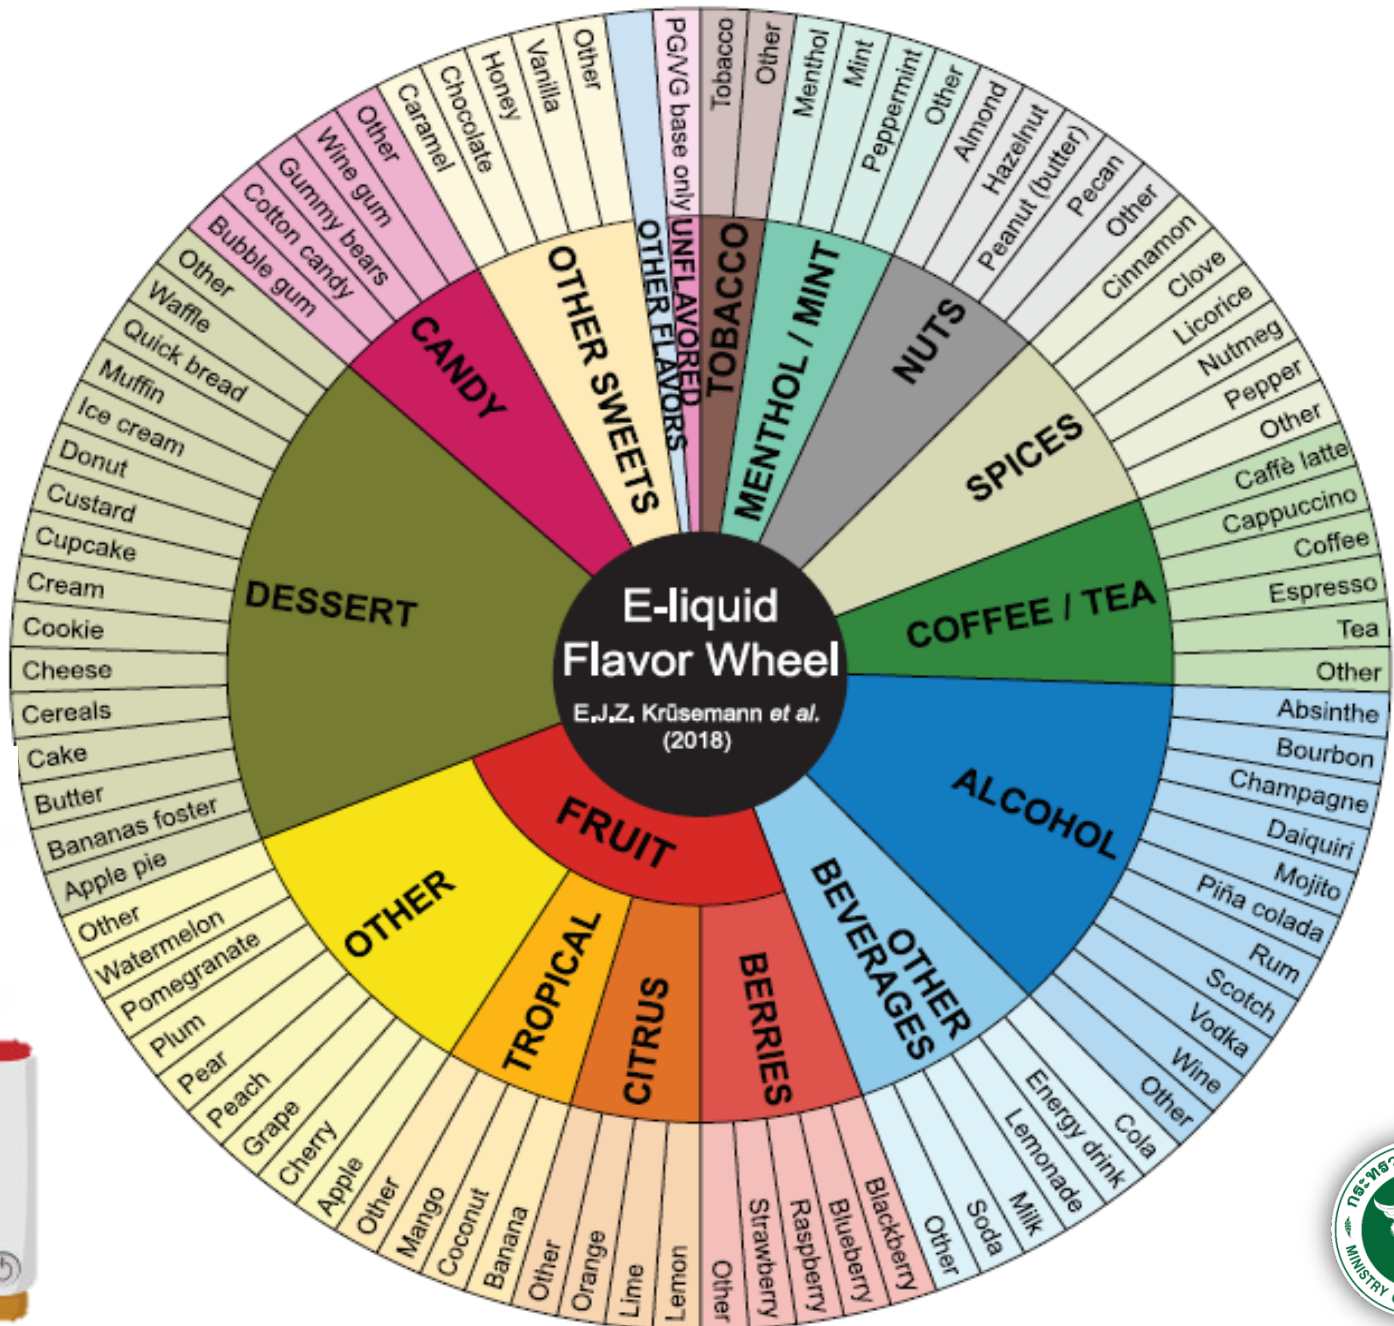 E-liquid
Flavor Wheel
E.J.Z. Krüsemann et al.
(2018)
TOBACCO
Tobacco
Other
MENTHOL / MINT
Menthol
Mint
Peppermint
Other
NUTS
Almond
Hazelnut
Peanut (butter)
Pecan
Other
SPICES
Cinnamon
Clove
Licorice
Nutmeg
Pepper
Other
COFFEE / TEA
Caffè latte
Cappuccino
Coffee
Espresso
Tea
Other
ALCOHOL
Absinthe
Bourbon
Champagne
Daiquiri
Mojito
Piña colada
Rum
Scotch
Vodka
Wine
Other
OTHER
BEVERAGES
Cola
Energy drink
Lemonade
Milk
Soda
Other
FRUIT
BERRIES
Blackberry
Blueberry
Raspberry
Strawberry
Other
CITRUS
Lemon
Lime
Orange
Other
TROPICAL
Banana
Coconut
Mango
Other
OTHER
Apple
Cherry
Grape
Peach
Pear
Plum
Pomegranate
Watermelon
Other
DESSERT
Apple pie
Bananas foster
Butter
Cake
Cereals
Cheese
Cookie
Cream
Cupcake
Custard
Donut
Ice cream
Muffin
Quick bread
Waffle
Other
CANDY
Bubble gum
Cotton candy
Gummy bears
Wine gum
Other
OTHER SWEETS
Caramel
Chocolate
Honey
Vanilla
Other
OTHER FLAVORS
UNFLAVORED
PG/VG base only
MINISTRY